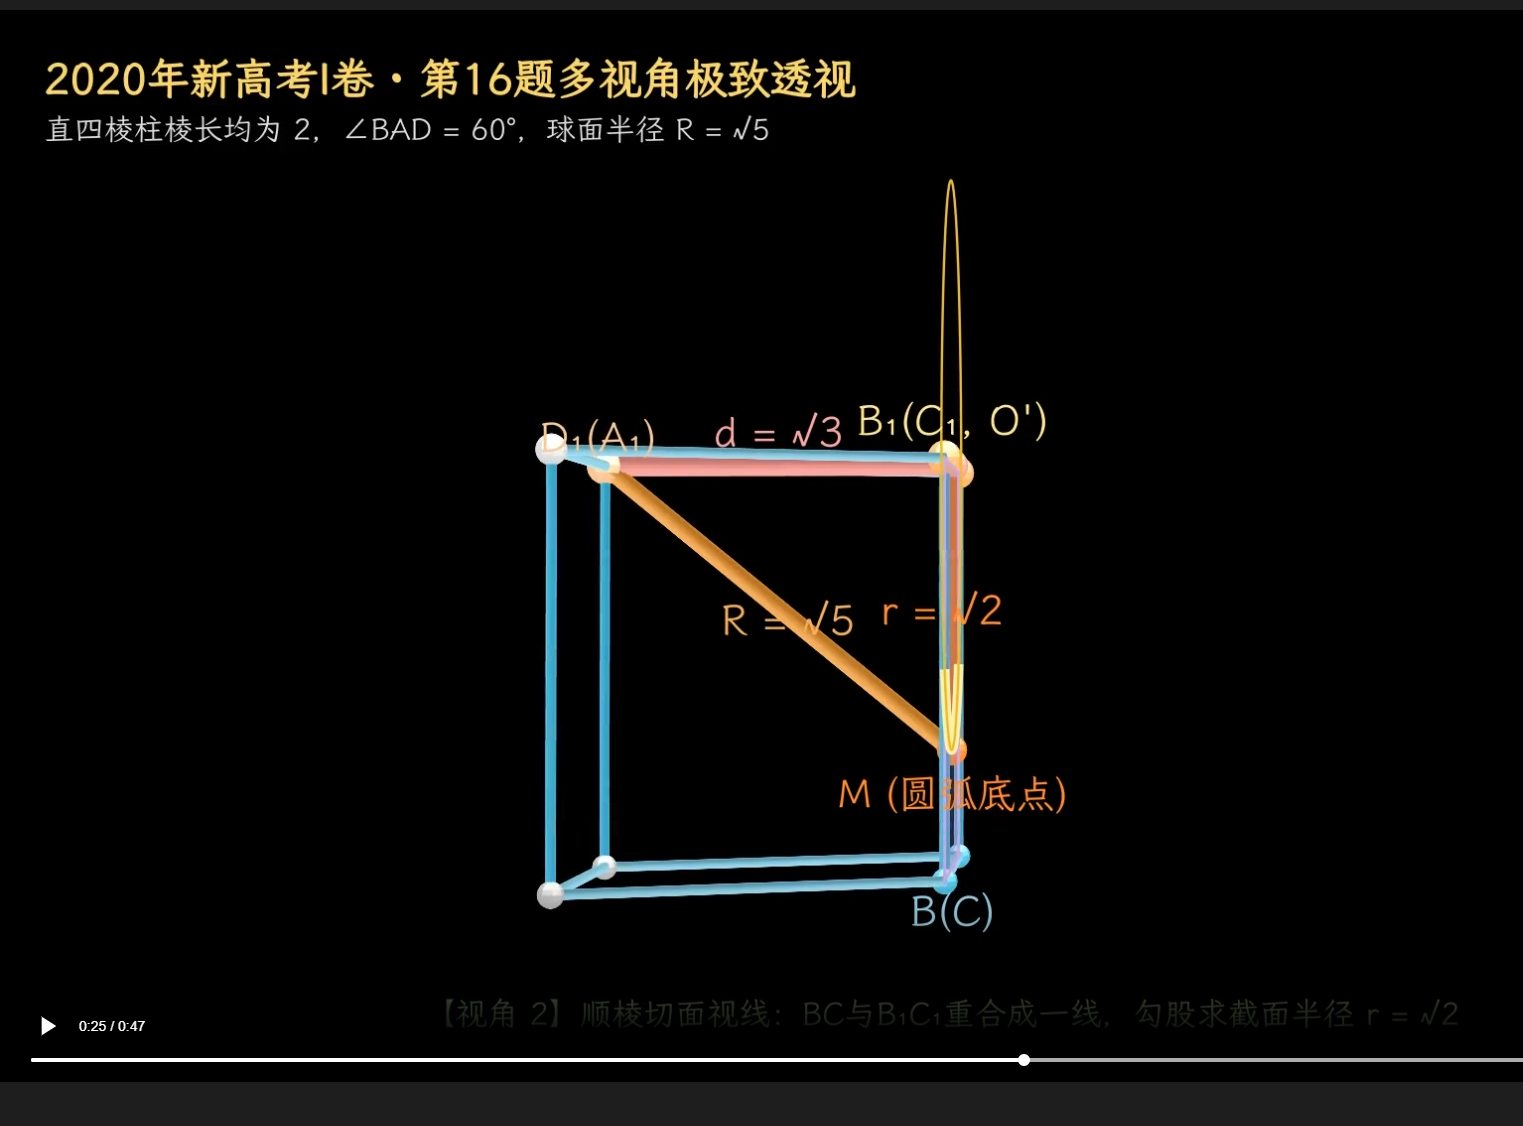 2020年新高考I卷·第16题多视角极致透视
直四棱柱棱长均为 2，∠BAD = 60°，球面半径 R = √5
D₁(A₁)
d = √3
B₁(C₁, O')
R = √5
r = √2
M (圆弧底点)
B(C)
【视角 2】顺棱切面视线：BC与B₁C₁重合成一线，勾股求截面半径 r = √2
0:25 / 0:47